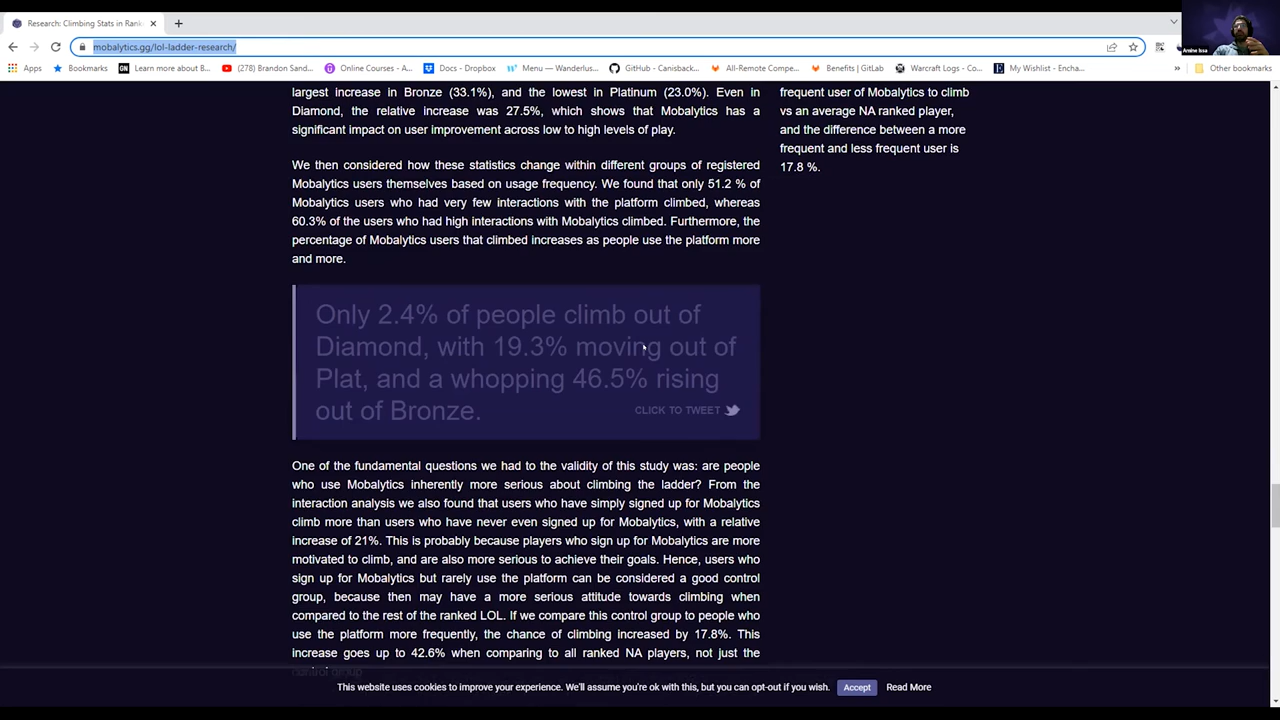 Research: Climbing Stats in Rank
mobalytics.gg/lol-ladder-research/
Amine Issa
Apps
Bookmarks
Learn more about B...
(278) Brandon Sand...
Online Courses - A...
Docs - Dropbox
Menu — Wanderlus...
GitHub - Canisback...
All-Remote Compe...
Benefits | GitLab
Warcraft Logs - Co...
My Wishlist - Encha...
»
Other bookmarks
largest increase in Bronze (33.1%), and the lowest in Platinum (23.0%). Even in
Diamond, the relative increase was 27.5%, which shows that Mobalytics has a
significant impact on user improvement across low to high levels of play.
We then considered how these statistics change within different groups of registered
Mobalytics users themselves based on usage frequency. We found that only 51.2 % of
Mobalytics users who had very few interactions with the platform climbed, whereas
60.3% of the users who had high interactions with Mobalytics climbed. Furthermore, the
percentage of Mobalytics users that climbed increases as people use the platform more
and more.
frequent user of Mobalytics to climb
vs an average NA ranked player,
and the difference between a more
frequent and less frequent user is
17.8 %.
Only 2.4% of people climb out of
Diamond, with 19.3% moving out of
Plat, and a whopping 46.5% rising
out of Bronze.
CLICK TO TWEET
One of the fundamental questions we had to the validity of this study was: are people
who use Mobalytics inherently more serious about climbing the ladder? From the
interaction analysis we also found that users who have simply signed up for Mobalytics
climb more than users who have never even signed up for Mobalytics, with a relative
increase of 21%. This is probably because players who sign up for Mobalytics are more
motivated to climb, and are also more serious to achieve their goals. Hence, users who
sign up for Mobalytics but rarely use the platform can be considered a good control
group, because then may have a more serious attitude towards climbing when
compared to the rest of the ranked LOL. If we compare this control group to people who
use the platform more frequently, the chance of climbing increased by 17.8%. This
increase goes up to 42.6% when comparing to all ranked NA players, not just the
control group
This website uses cookies to improve your experience. We'll assume you're ok with this, but you can opt-out if you wish.
Accept
Read More